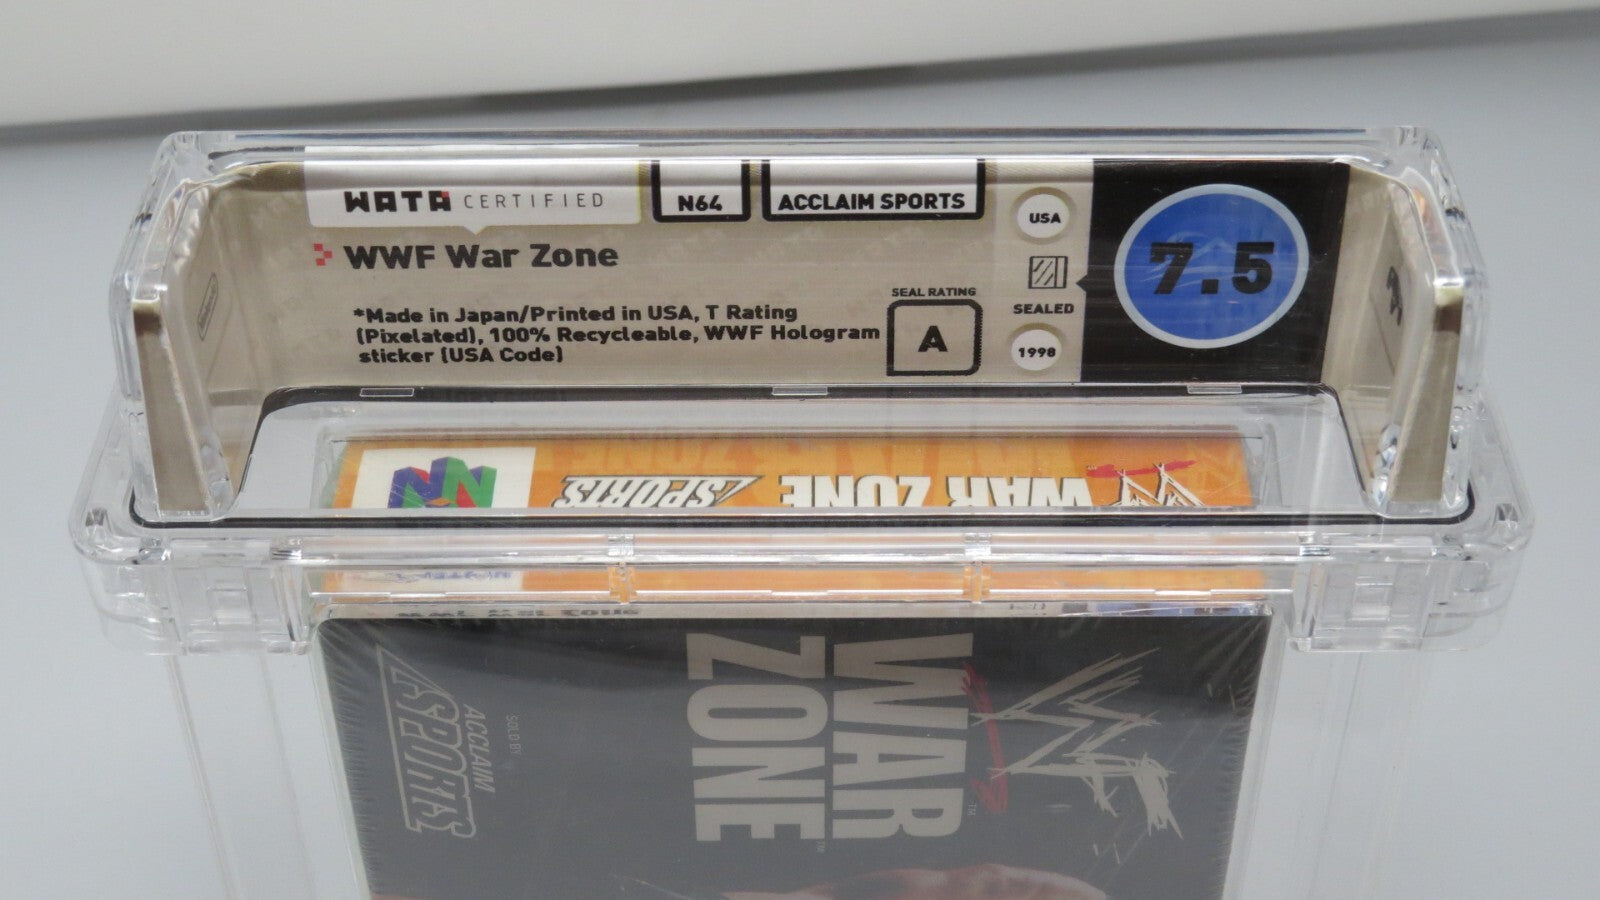 WATA CERTIFIED
N64
ACCLAIM SPORTS
USA
7.5
WWF War Zone
SEAL RATING
A
SEALED
1998
*Made in Japan/Printed in USA, T Rating
(Pixelated), 100% Recycleable, WWF Hologram
sticker (USA Code)
SPORTS
WAR ZONE
WAR
ZONE
SOLD BY
ACCLAIM
SPORTS